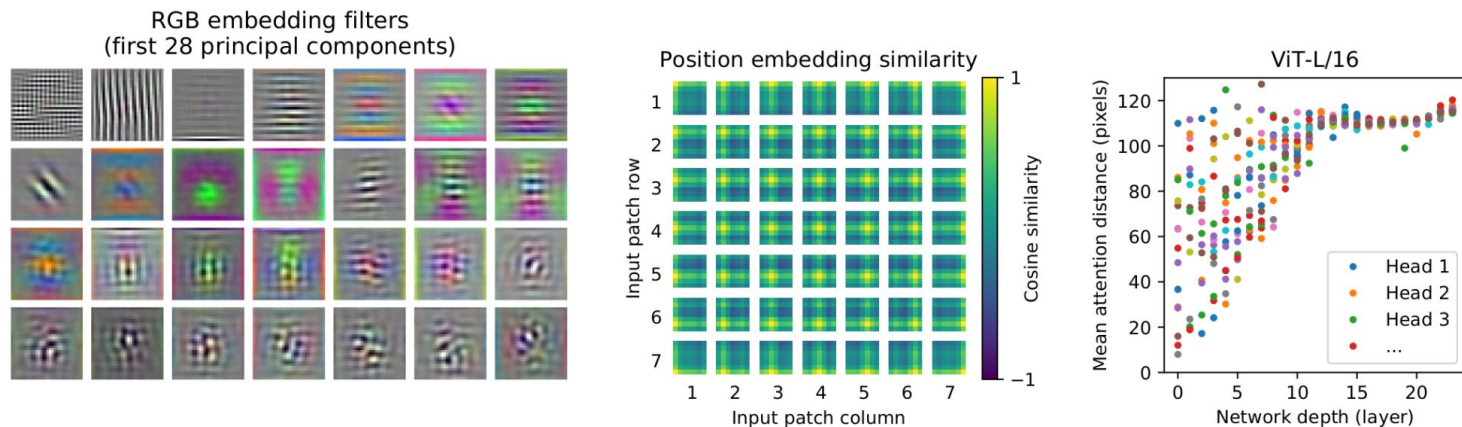 RGB embedding filters
(first 28 principal components)
Position embedding similarity
Input patch row
1
2
3
4
5
6
7
1 2 3 4 5 6 7
Input patch column
1
−1
Cosine similarity
ViT-L/16
Mean attention distance (pixels)
120
100
80
60
40
20
0
0 5 10 15 20
Network depth (layer)
Head 1
Head 2
Head 3
...